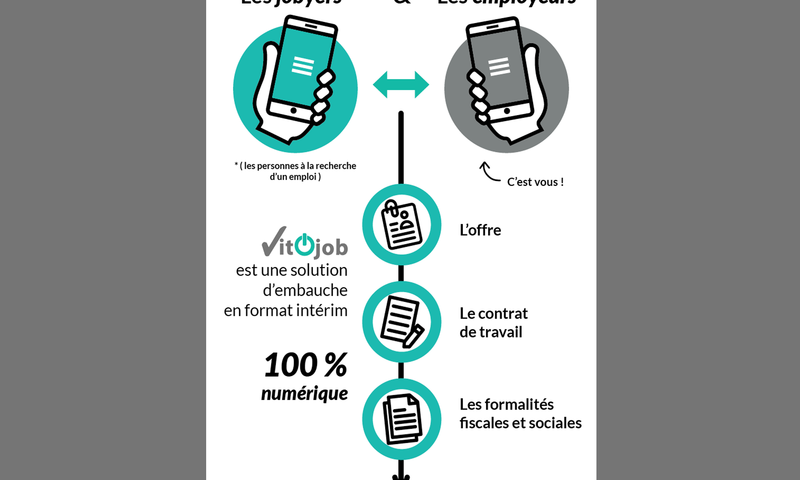 Les jobyers & Les employeurs
* ( les personnes à la recherche
d'un emploi )
C'est vous !
L'offre
Vitojob
est une solution
d'embauche
en format intérim
Le contrat
de travail
100 %
numérique
Les formalités
fiscales et sociales